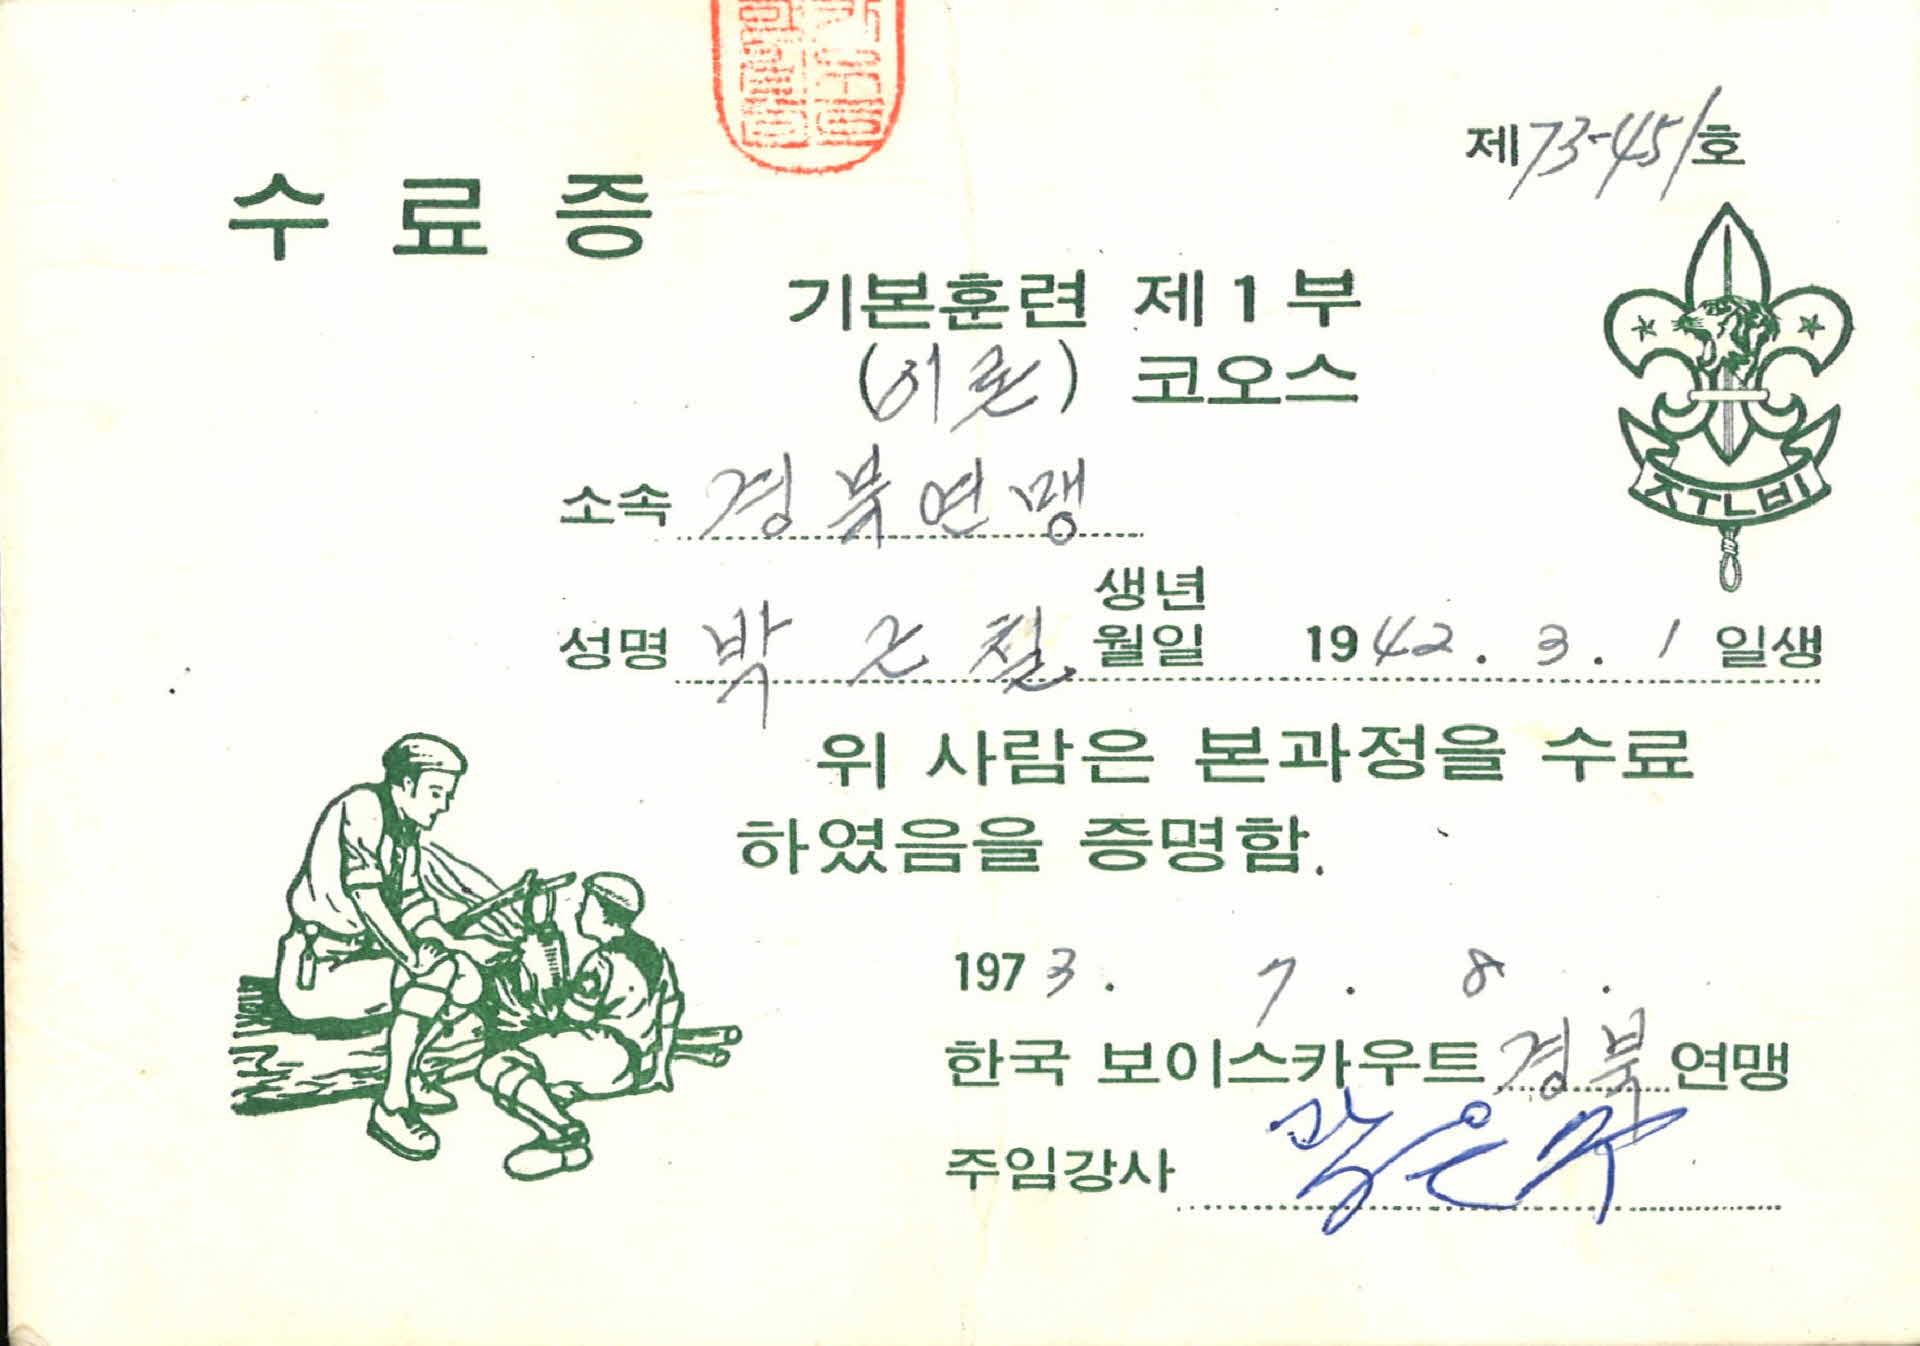 제73-451호
수료증
기본훈련 제1부
(이론) 코오스
소속 경북연맹
성명 박근철 생년월일 1942. 3. 1 일생
위 사람은 본과정을 수료
하였음을 증명함.
1973. 7. 8.
한국 보이스카우트 경북 연맹
주임강사